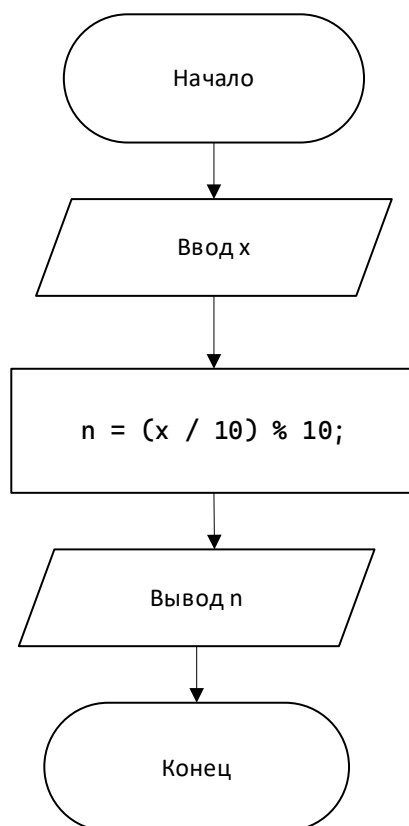 Начало
Ввод x
n = (x / 10) % 10;
Вывод n
Конец